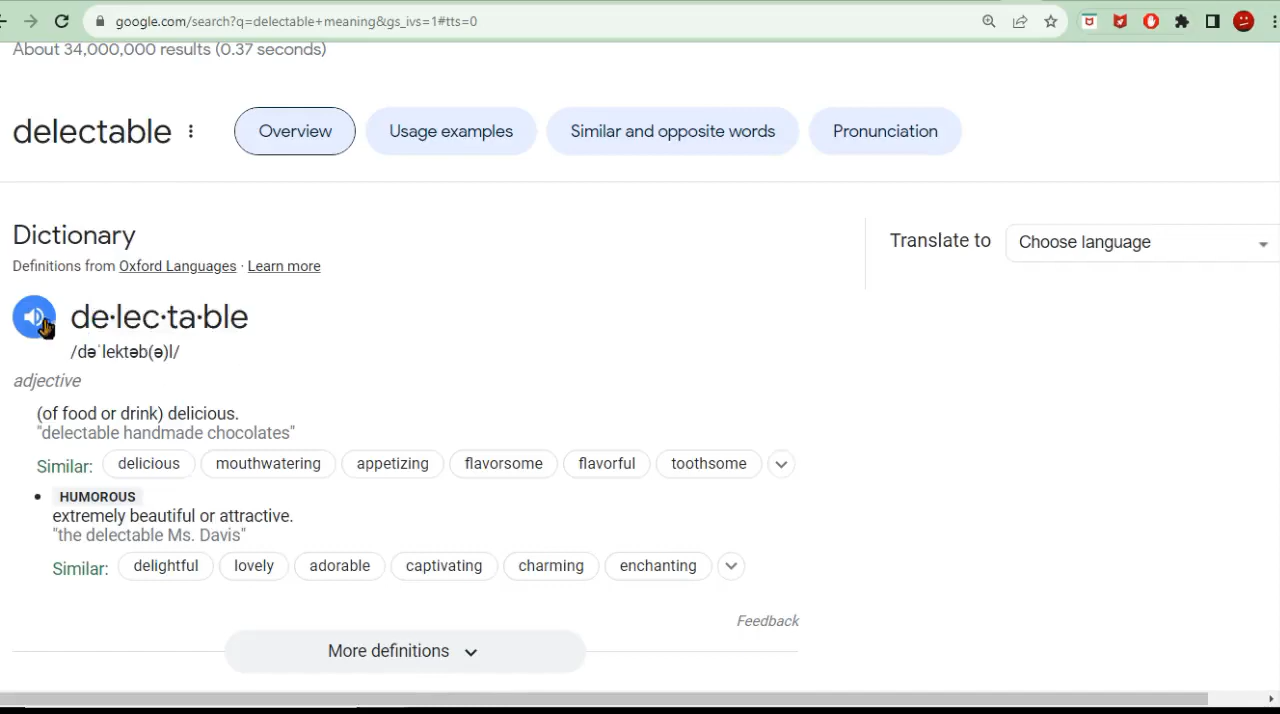 google.com/search?q=delectable+meaning&gs_ivs=1#tts=0
About 34,000,000 results (0.37 seconds)
delectable
Overview
Usage examples
Similar and opposite words
Pronunciation
Dictionary
Definitions from Oxford Languages · Learn more
Translate to
Choose language
de·lec·ta·ble
/dəˈlektəb(ə)l/
adjective
(of food or drink) delicious.
"delectable handmade chocolates"
Similar: delicious mouthwatering appetizing flavorsome flavorful toothsome
• HUMOROUS
extremely beautiful or attractive.
"the delectable Ms. Davis"
Similar: delightful lovely adorable captivating charming enchanting
Feedback
More definitions